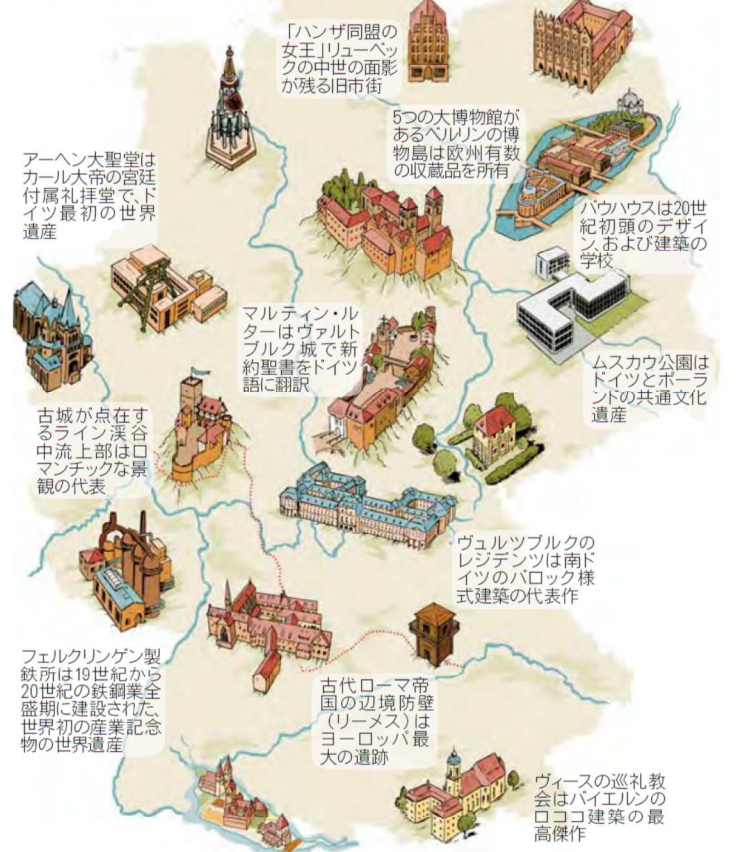 「ハンザ同盟の
女王」リューベッ
クの中世の面影
が残る旧市街
5つの大博物館が
あるベルリンの博
物島は欧州有数
の収蔵品を所有
アーヘン大聖堂は
カール大帝の宮廷
付属礼拝堂で、ド
イツ最初の世界
遺産
バウハウスは20世
紀初頭のデザイ
ン、および建築の
学校
マルティン・ル
ターはヴァルト
ブルク城で新
約聖書をドイツ
語に翻訳
ムスカウ公園は
ドイツとポーラ
ンドの共通文化
遺産
古城が点在す
るライン渓谷
中流上部はロ
マンチックな景
観の代表
ヴュルツブルクの
レジデンツは南ド
イツのバロック様
式建築の代表作
フェルクリンゲン製
鉄所は19世紀から
20世紀の鉄鋼業全
盛期に建設された、
世界初の産業記念
物の世界遺産
古代ローマ帝
国の辺境防壁
(リーメス)は
ヨーロッパ最
大の遺跡
ヴィースの巡礼教
会はバイエルンの
ロココ建築の最
高傑作